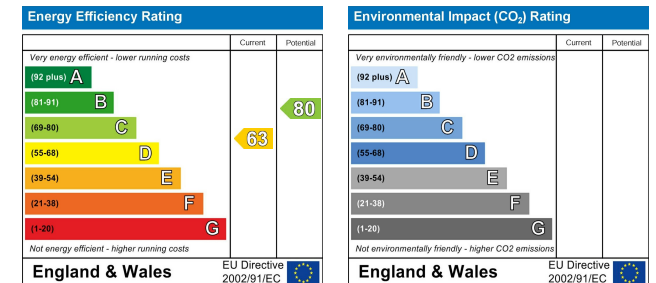 Energy Efficiency Rating
Current Potential
Very energy efficient - lower running costs
(92 plus) A
(81-91) B
(69-80) C
(55-68) D
(39-54) E
(21-38) F
(1-20) G
63
80
Not energy efficient - higher running costs
England & Wales
EU Directive
2002/91/EC
Environmental Impact (CO₂) Rating
Current Potential
Very environmentally friendly - lower CO2 emissions
(92 plus) A
(81-91) B
(69-80) C
(55-68) D
(39-54) E
(21-38) F
(1-20) G
Not environmentally friendly - higher CO2 emissions
England & Wales
EU Directive
2002/91/EC